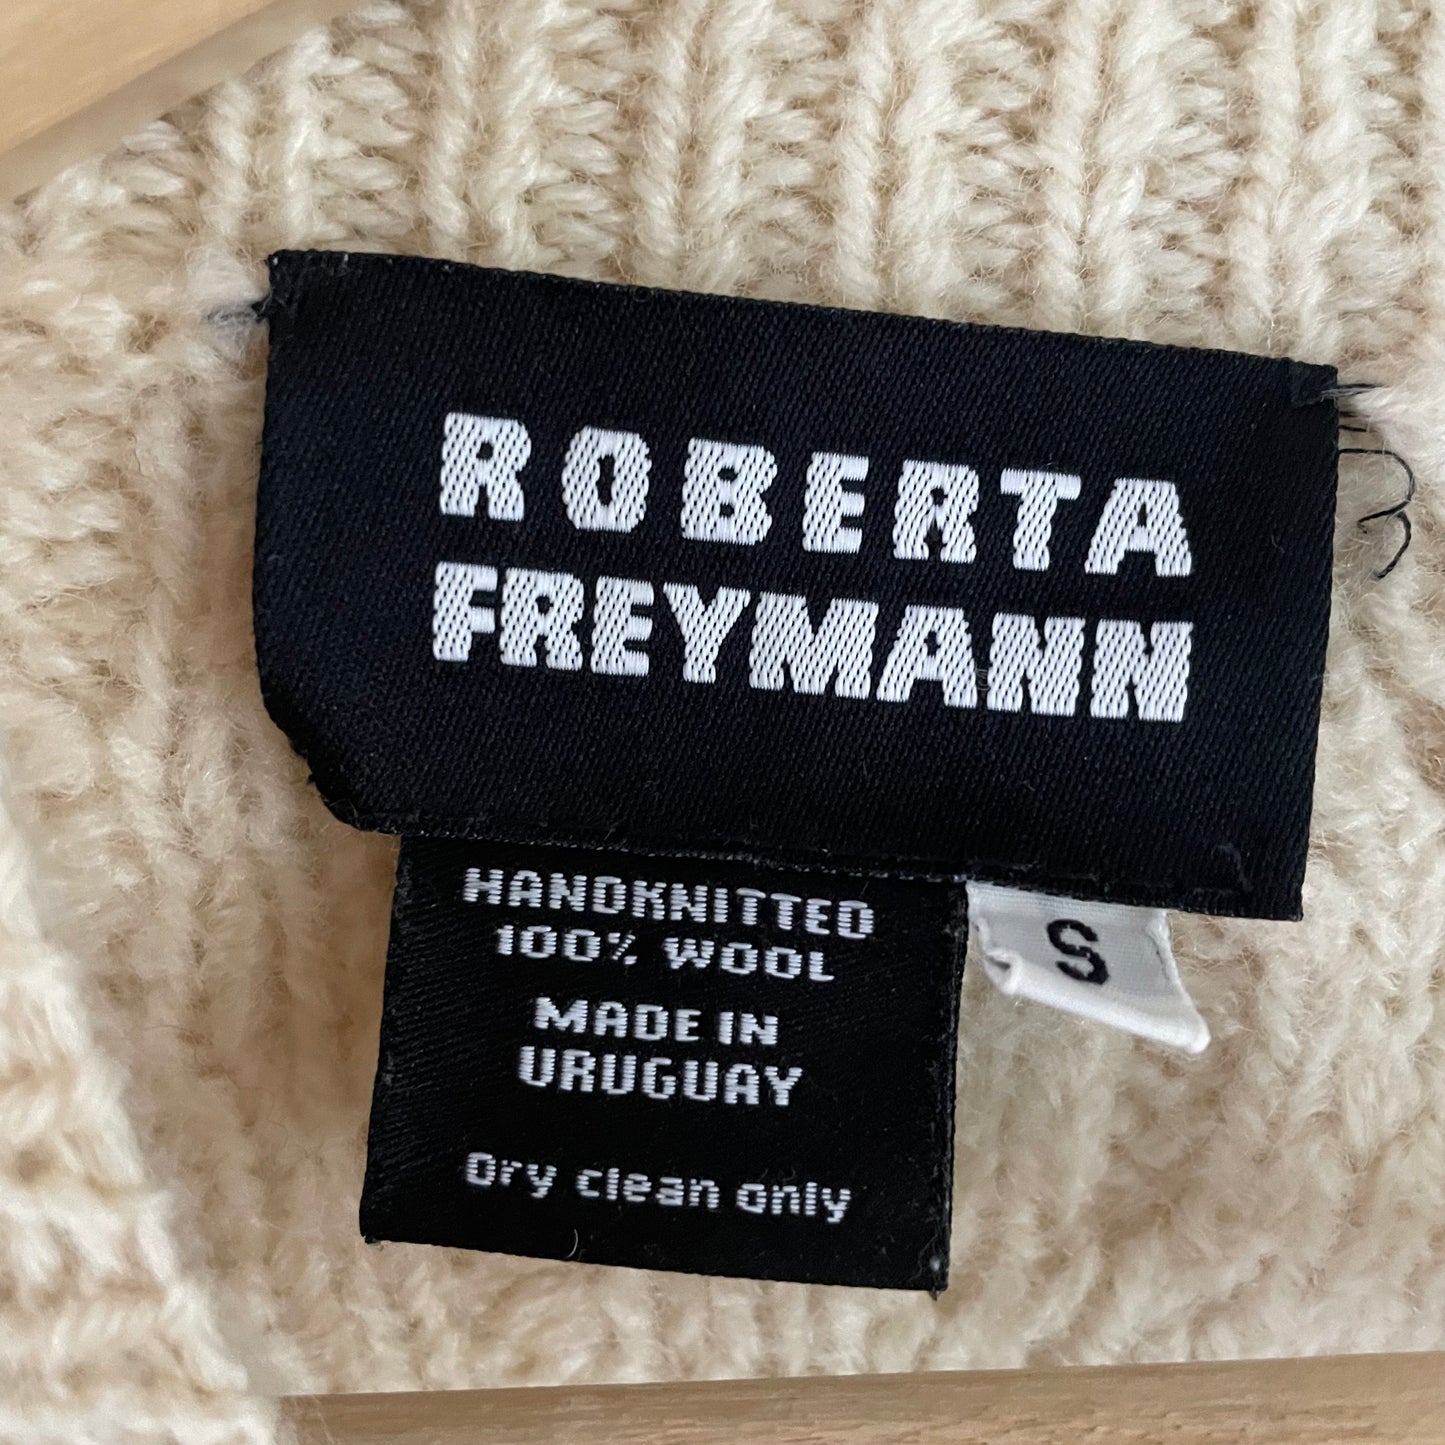 ROBERTA
FREYMANN
HANDKNITTED
100% WOOL
MADE IN
URUGUAY
Dry clean only
S